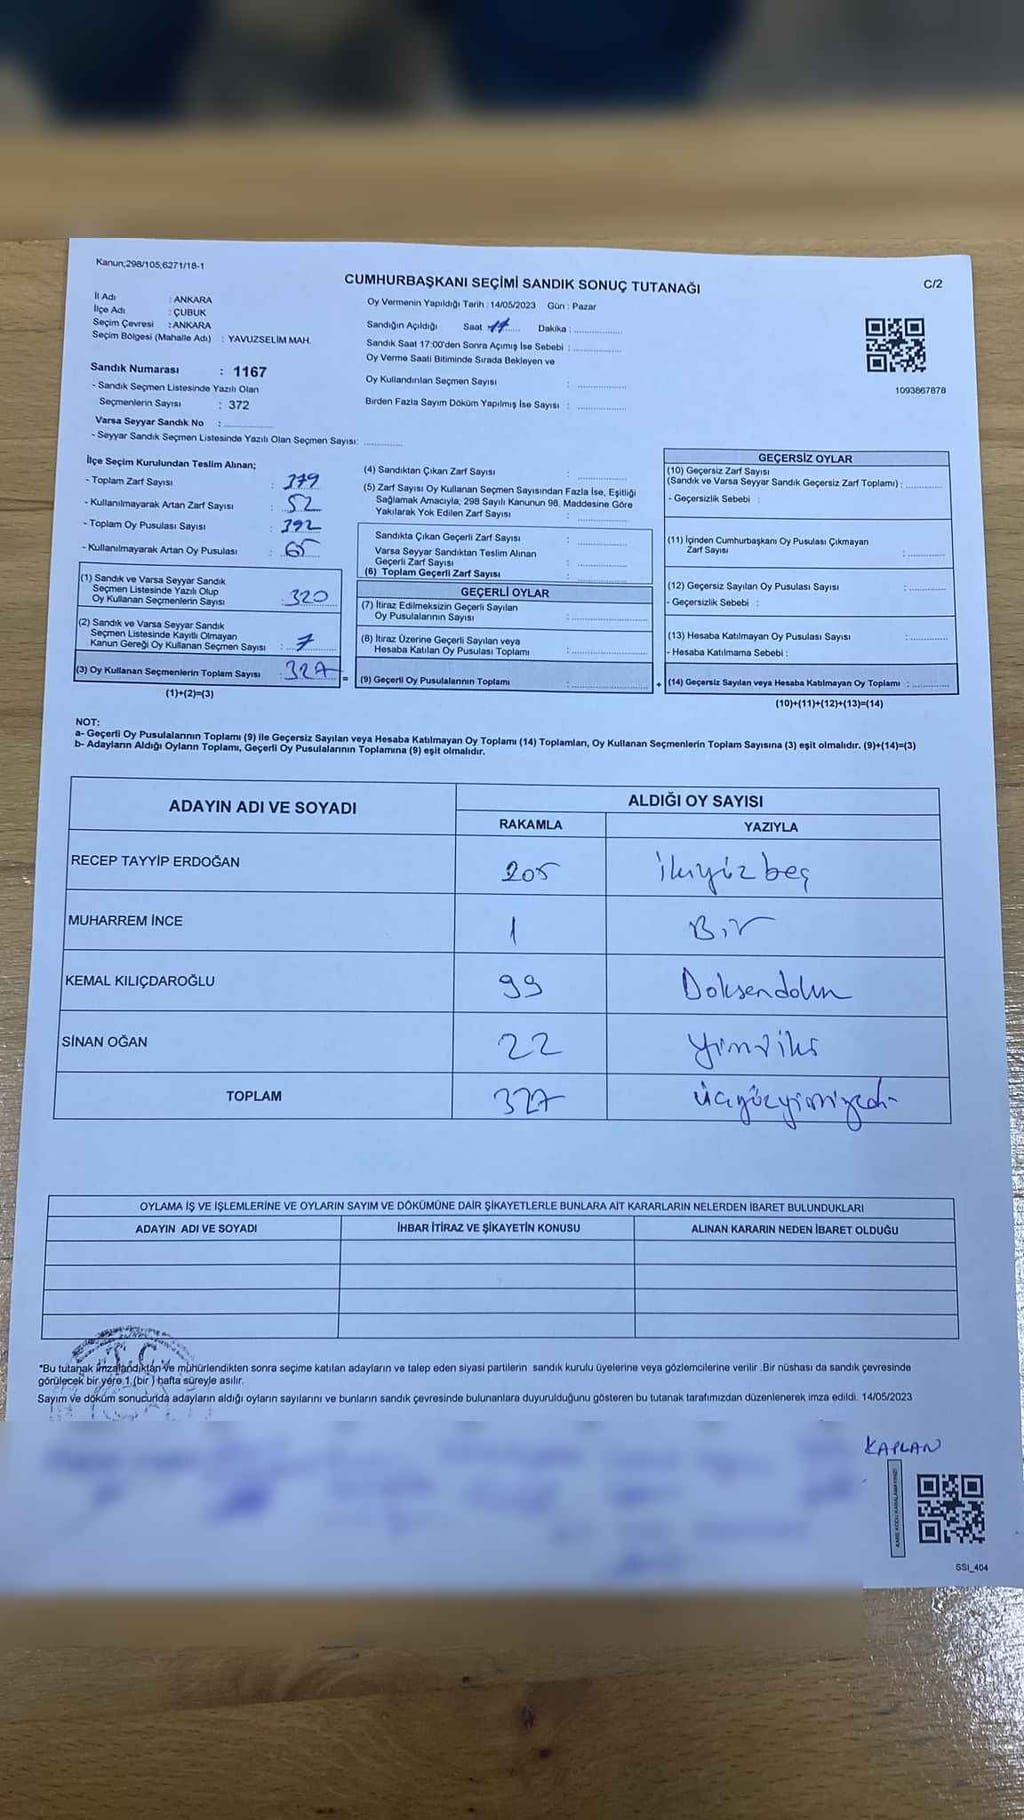 Kanun;298/105,6271/18-1
CUMHURBAŞKANI SEÇİMİ SANDIK SONUÇ TUTANAĞI
C/2
İl Adı : ANKARA
İlçe Adı : ÇUBUK
Seçim Çevresi : ANKARA
Seçim Bölgesi (Mahalle Adı) : YAVUZSELİM MAH.
Oy Vermenin Yapıldığı Tarih : 14/05/2023 Gün : Pazar
Sandığın Açıldığı Saat 17 Dakika :
Sandık Saat 17:00'den Sonra Açımış İse Sebebi :
Oy Verme Saati Bitiminde Sırada Bekleyen ve
Oy Kullandırılan Seçmen Sayısı :
Birden Fazla Sayım Döküm Yapılmış İse Sayısı :
1093867878
Sandık Numarası : 1167
- Sandık Seçmen Listesinde Yazılı Olan
Seçmenlerin Sayısı : 372
Varsa Seyyar Sandık No :
- Seyyar Sandık Seçmen Listesinde Yazılı Olan Seçmen Sayısı:
İlçe Seçim Kurulundan Teslim Alınan;
- Toplam Zarf Sayısı : 379
- Kullanılmayarak Artan Zarf Sayısı : 52
- Toplam Oy Pusulası Sayısı : 392
- Kullanılmayarak Artan Oy Pusulası : 65
(1) Sandık ve Varsa Seyyar Sandık
Seçmen Listesinde Yazılı Olup
Oy Kullanan Seçmenlerin Sayısı : 320
(2) Sandık ve Varsa Seyyar Sandık
Seçmen Listesinde Kayıtlı Olmayan
Kanun Gereği Oy Kullanan Seçmen Sayısı : 7
(3) Oy Kullanan Seçmenlerin Toplam Sayısı : 327
(1)+(2)=(3)
(4) Sandıktan Çıkan Zarf Sayısı :
(5) Zarf Sayısı Oy Kullanan Seçmen Sayısından Fazla İse, Eşitliği
Sağlamak Amacıyla, 298 Sayılı Kanunun 98. Maddesine Göre
Yakılarak Yok Edilen Zarf Sayısı :
Sandıkta Çıkan Geçerli Zarf Sayısı :
Varsa Seyyar Sandıktan Teslim Alınan
Geçerli Zarf Sayısı :
(6) Toplam Geçerli Zarf Sayısı :
GEÇERLİ OYLAR
(7) İtiraz Edilmeksizin Geçerli Sayılan
Oy Pusulalarının Sayısı :
(8) İtiraz Üzerine Geçerli Sayılan veya
Hesaba Katılan Oy Pusulası Toplamı :
= (9) Geçerli Oy Pusulalarının Toplamı :
GEÇERSİZ OYLAR
(10) Geçersiz Zarf Sayısı
(Sandık ve Varsa Seyyar Sandık Geçersiz Zarf Toplamı) :
- Geçersizlik Sebebi :
(11) İçinden Cumhurbaşkanı Oy Pusulası Çıkmayan
Zarf Sayısı :
(12) Geçersiz Sayılan Oy Pusulası Sayısı :
- Geçersizlik Sebebi :
(13) Hesaba Katılmayan Oy Pusulası Sayısı :
- Hesaba Katılmama Sebebi :
+ (14) Geçersiz Sayılan veya Hesaba Katılmayan Oy Toplamı :
(10)+(11)+(12)+(13)=(14)
NOT:
a- Geçerli Oy Pusulalarının Toplamı (9) ile Geçersiz Sayılan veya Hesaba Katılmayan Oy Toplamı (14) Toplamları, Oy Kullanan Seçmenlerin Toplam Sayısına (3) eşit olmalıdır. (9)+(14)=(3)
b- Adayların Aldığı Oyların Toplamı, Geçerli Oy Pusulalarının Toplamına (9) eşit olmalıdır.
ADAYIN ADI VE SOYADI ALDIĞI OY SAYISI
RAKAMLA YAZIYLA
RECEP TAYYİP ERDOĞAN 205 ikiyüzbeş
MUHARREM İNCE 1 Bir
KEMAL KILIÇDAROĞLU 99 Doksandokuz
SİNAN OĞAN 22 yirmiiki
TOPLAM 327 üçyüzyirmiyedi
OYLAMA İŞ VE İŞLEMLERİNE VE OYLARIN SAYIM VE DÖKÜMÜNE DAİR ŞİKAYETLERLE BUNLARA AİT KARARLARIN NELERDEN İBARET BULUNDUKLARI
ADAYIN ADI VE SOYADI İHBAR İTİRAZ VE ŞİKAYETİN KONUSU ALINAN KARARIN NEDEN İBARET OLDUĞU
T.C.
*Bu tutanak imzalandıktan ve mühürlendikten sonra seçime katılan adayların ve talep eden siyasi partilerin sandık kurulu üyelerine veya gözlemcilerine verilir .Bir nüshası da sandık çevresinde
görülecek bir yere 1 (bir ) hafta süreyle asılır.
Sayım ve döküm sonucunda adayların aldığı oyların sayılarını ve bunların sandık çevresinde bulunanlara duyurulduğunu gösteren bu tutanak tarafımızdan düzenlenerek imza edildi. 14/05/2023
KAPLAN
SSI_404